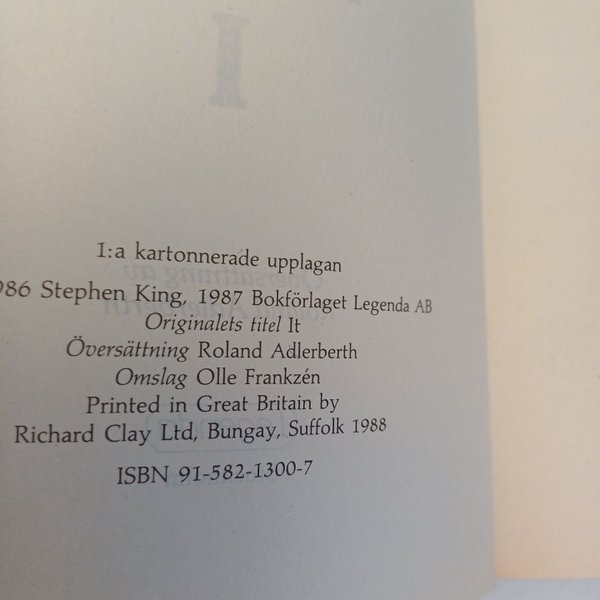 I
1:a kartonnerade upplagan
986 Stephen King, 1987 Bokförlaget Legenda AB
Originalets titel It
Översättning Roland Adlerberth
Omslag Olle Frankzén
Printed in Great Britain by
Richard Clay Ltd, Bungay, Suffolk 1988
ISBN 91-582-1300-7